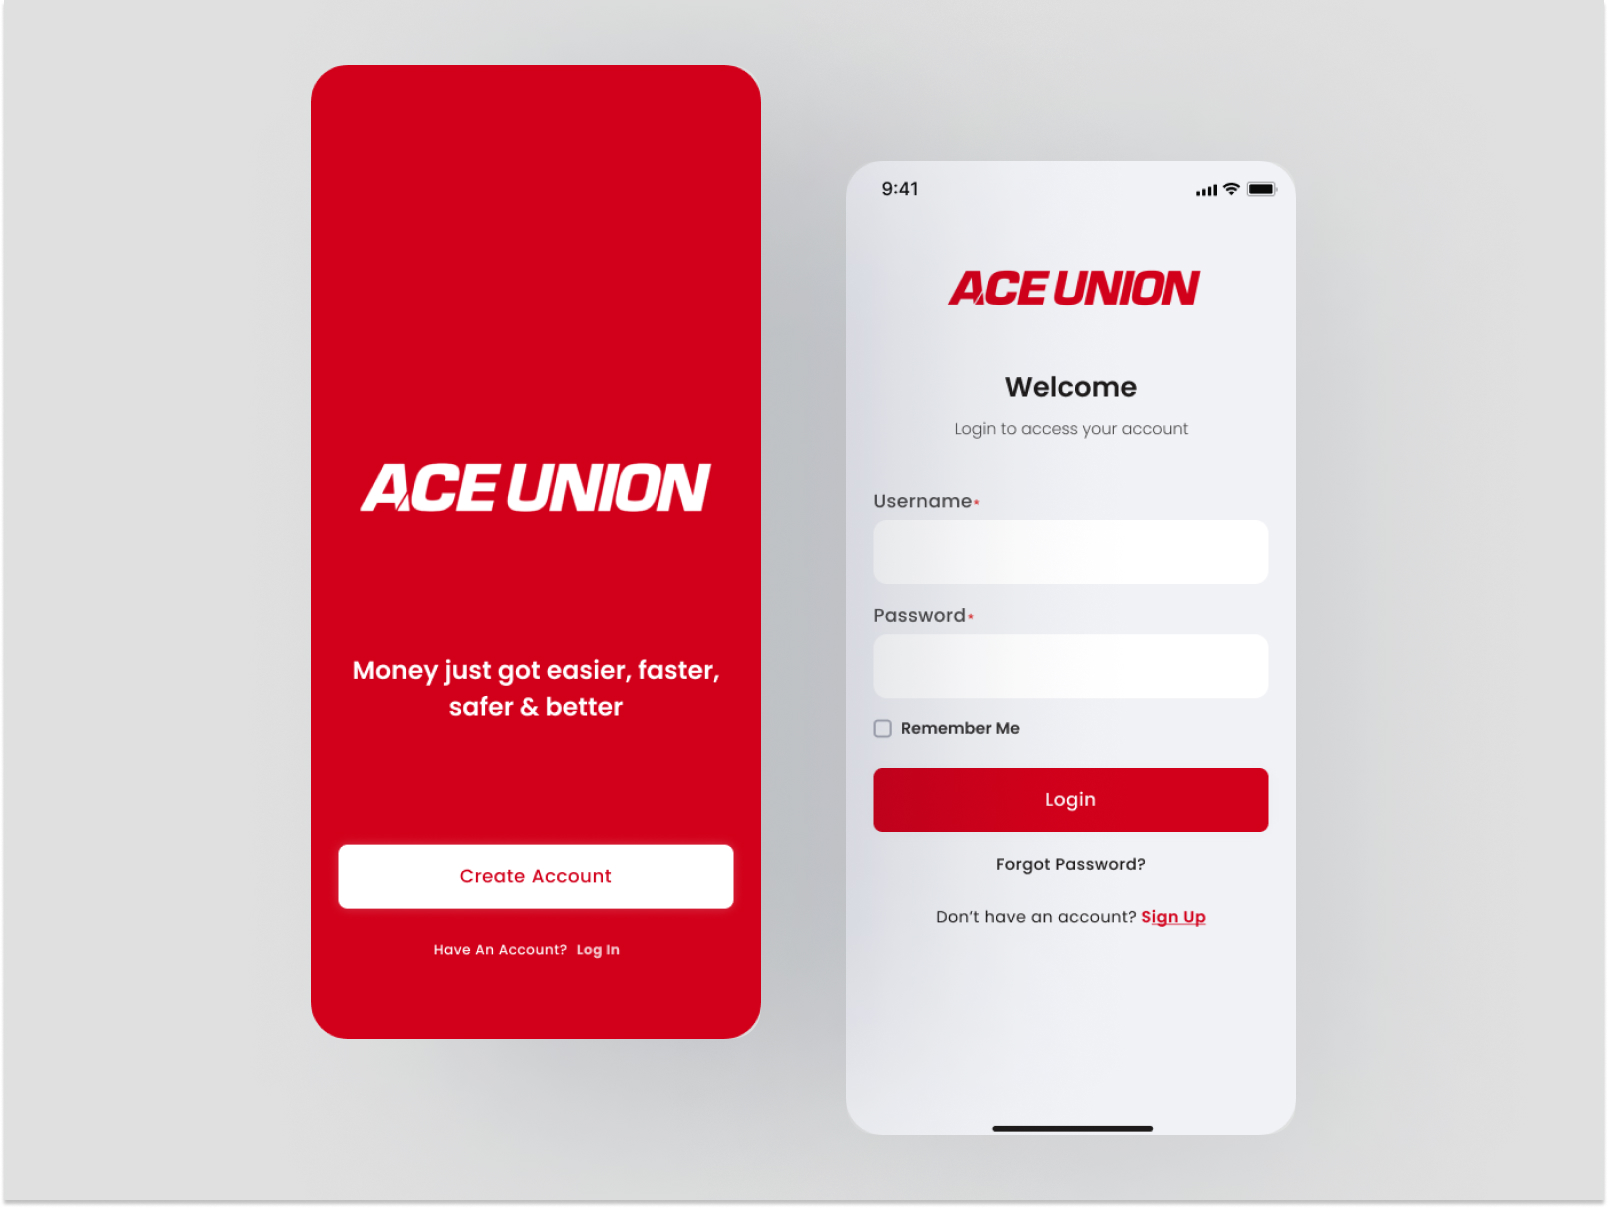 ACE UNION
Money just got easier, faster,
safer & better
Create Account
Have An Account? Log In
9:41
ACE UNION
Welcome
Login to access your account
Username*
Password*
Remember Me
Login
Forgot Password?
Don’t have an account? Sign Up